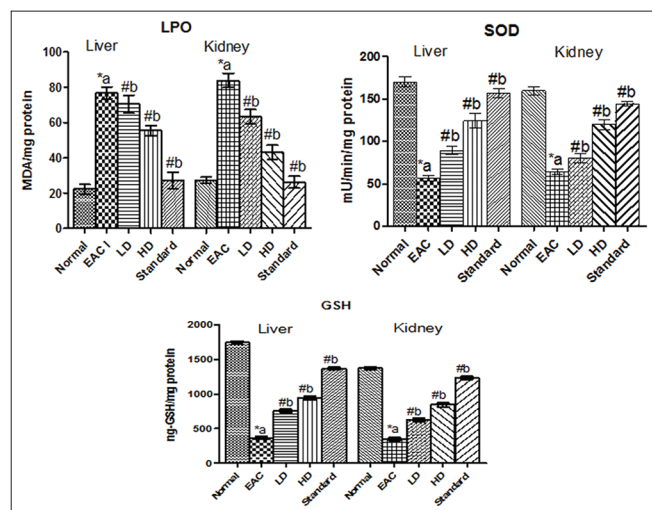 LPO
Liver Kidney
MDA/mg protein
100
80
60
40
20
0
*a #b #b #b *a #b #b #b
Normal EAC I LD HD Standard Normal EAC LD HD Standard
SOD
Liver Kidney
mU/min/mg protein
200
150
100
50
0
*a #b #b #b *a #b #b #b
Normal EAC LD HD Standard Normal EAC LD HD Standard
GSH
Liver Kidney
ng-GSH/mg protein
2000
1500
1000
500
0
*a #b #b #b *a #b #b #b
Normal EAC LD HD Standard Normal EAC LD HD Standard